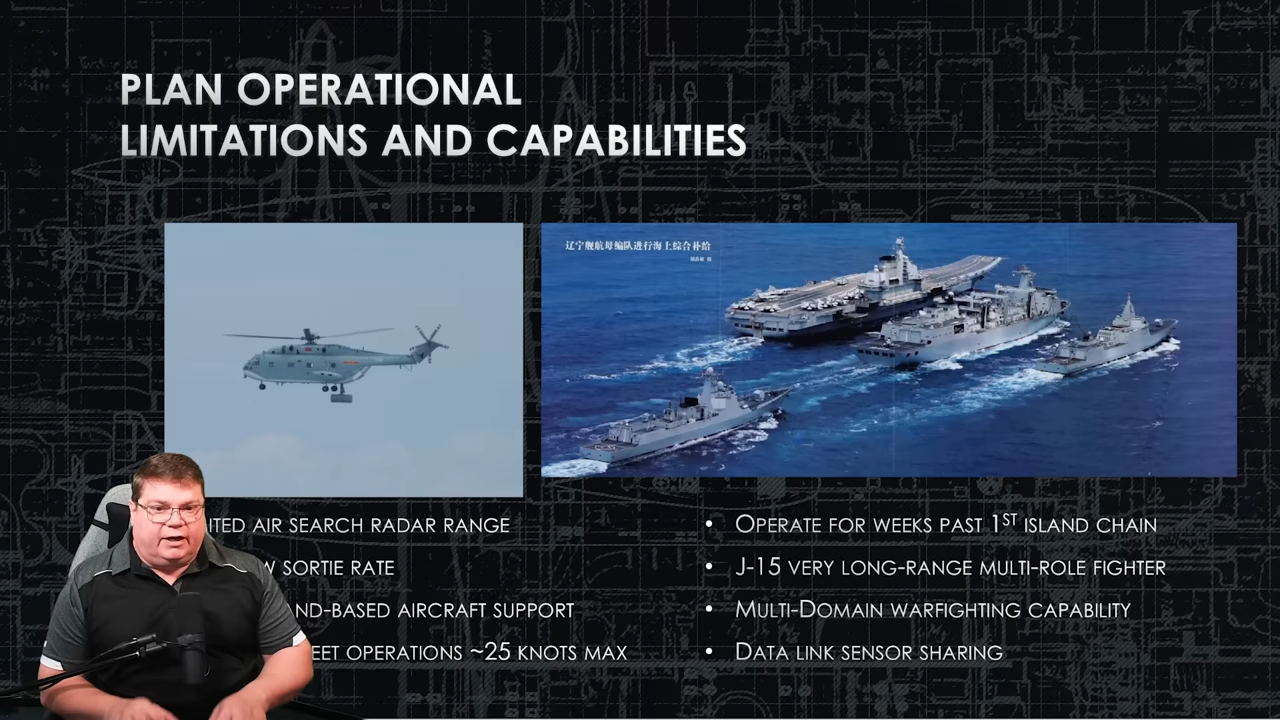 PLAN OPERATIONAL
LIMITATIONS AND CAPABILITIES
辽宁舰航母编队进行海上综合补给
AIR SEARCH RADAR RANGE
SORTIE RATE
AIRCRAFT SUPPORT
OPERATIONS ~25 KNOTS MAX
• OPERATE FOR WEEKS PAST 1ST ISLAND CHAIN
• J-15 VERY LONG-RANGE MULTI-ROLE FIGHTER
• MULTI-DOMAIN WARFIGHTING CAPABILITY
• DATA LINK SENSOR SHARING